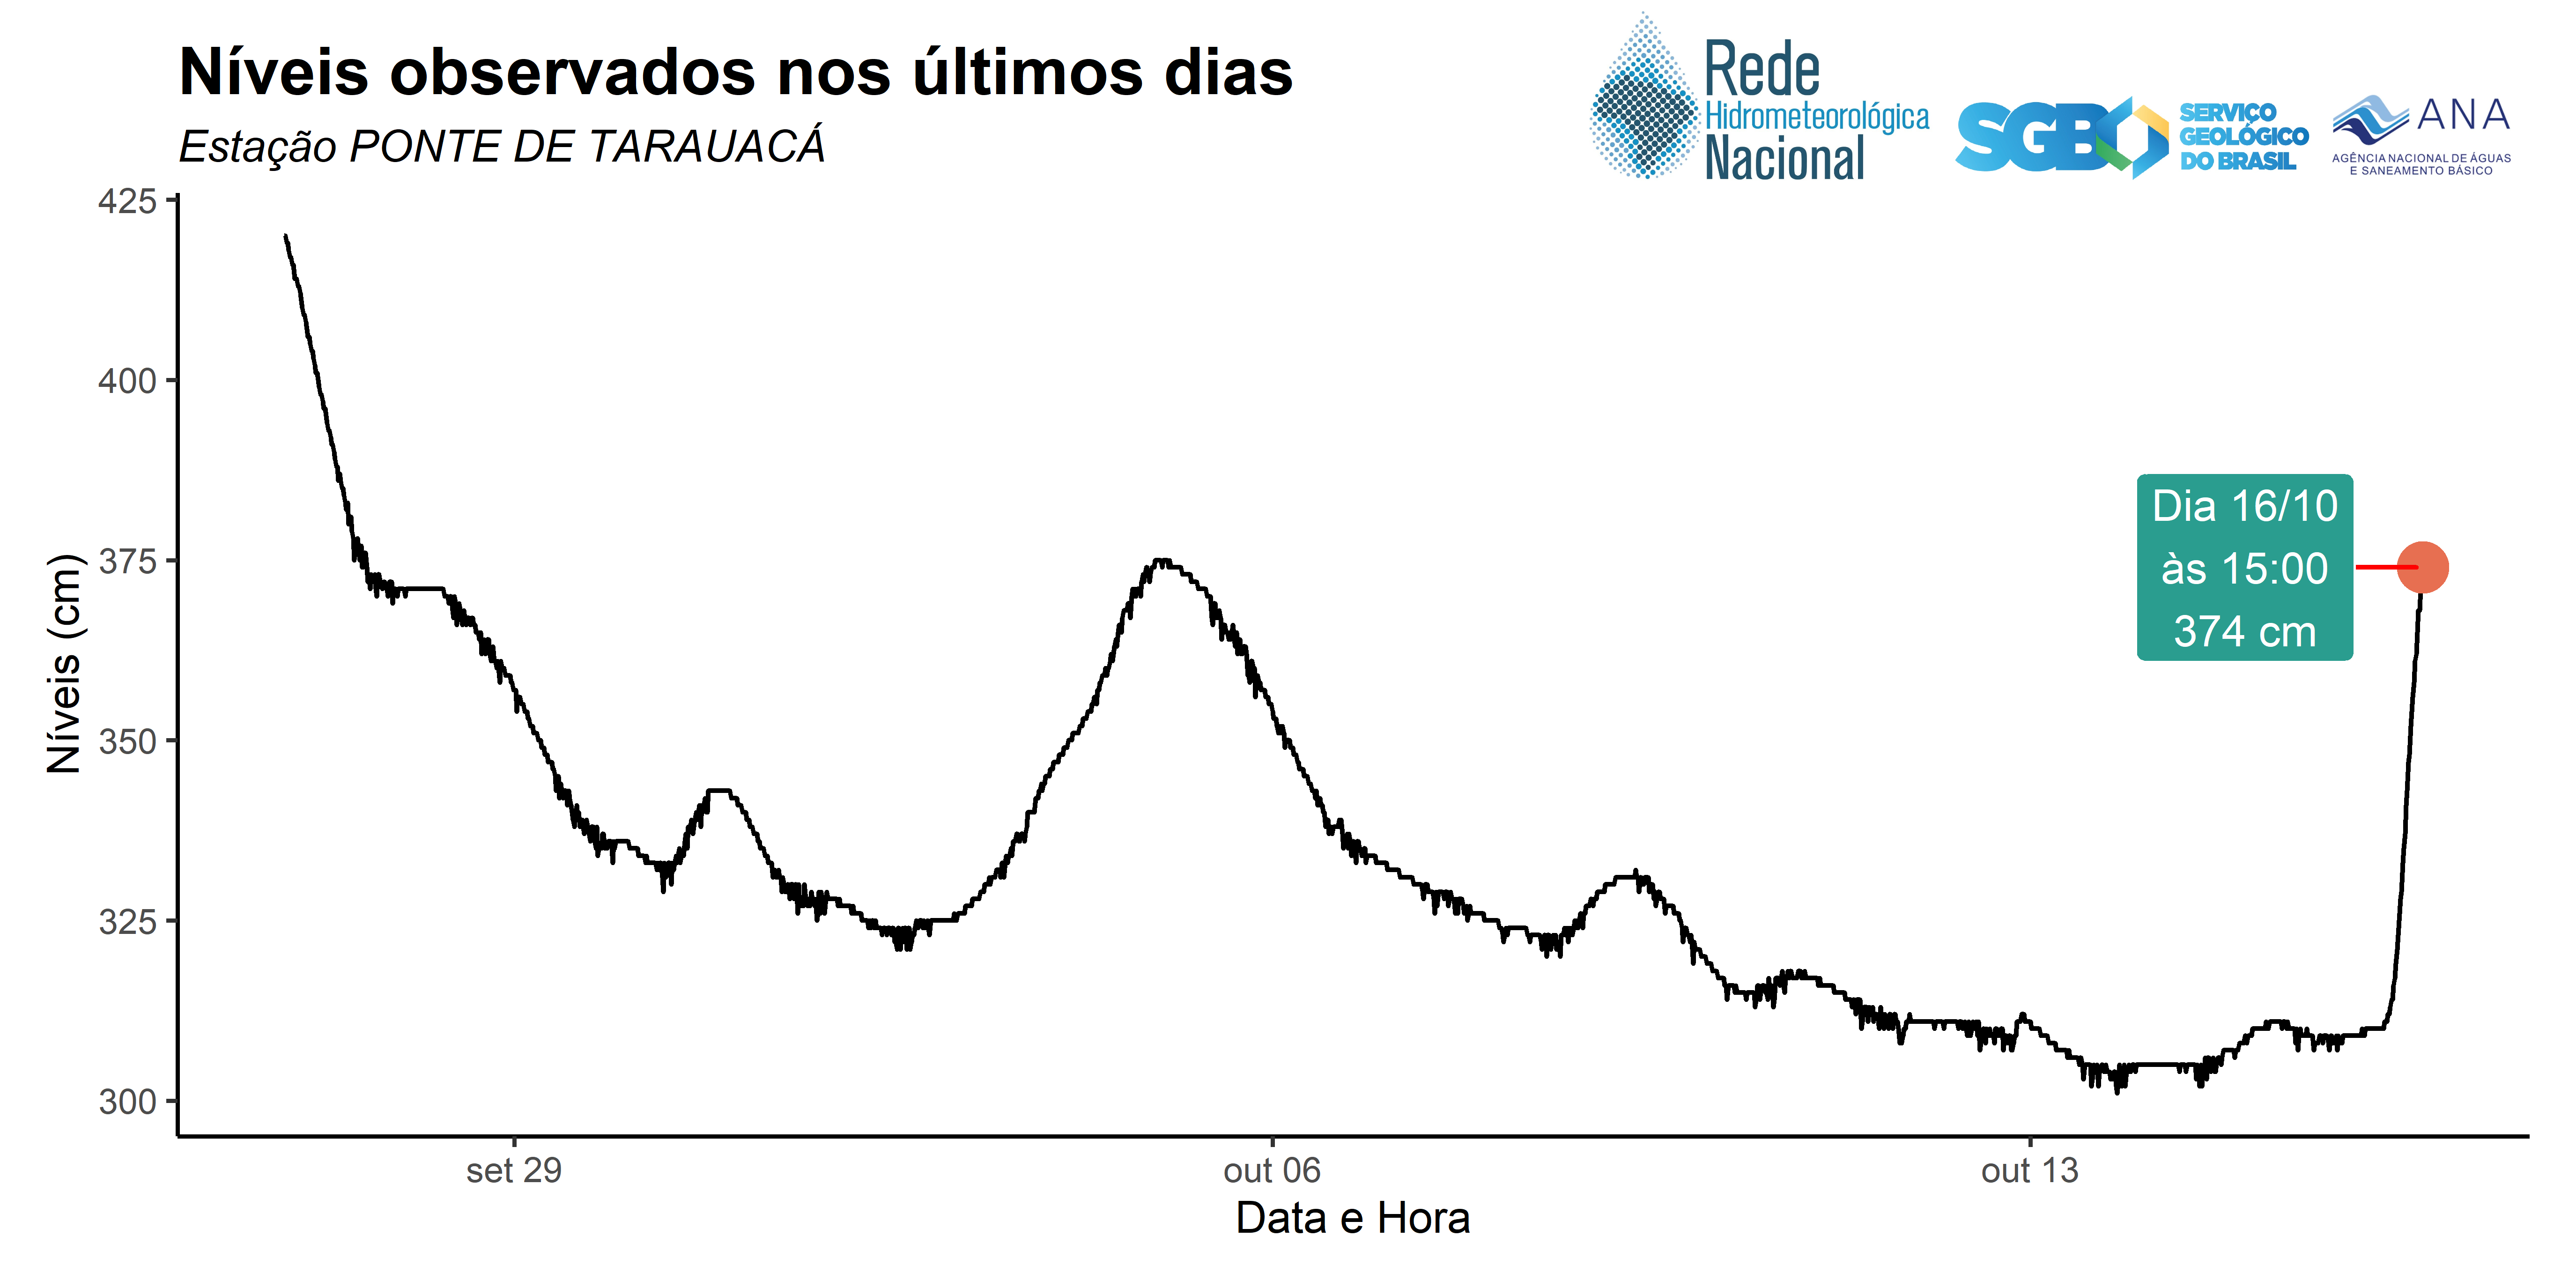 Níveis observados nos últimos dias
Estação PONTE DE TARAUACÁ
Rede
Hidrometeorológica
Nacional
SGB
SERVIÇO
GEOLÓGICO
DO BRASIL
ANA
AGÊNCIA NACIONAL DE ÁGUAS
E SANEAMENTO BÁSICO
425
400
375
350
325
300
Níveis (cm)
Dia 16/10
às 15:00
374 cm
set 29
out 06
out 13
Data e Hora